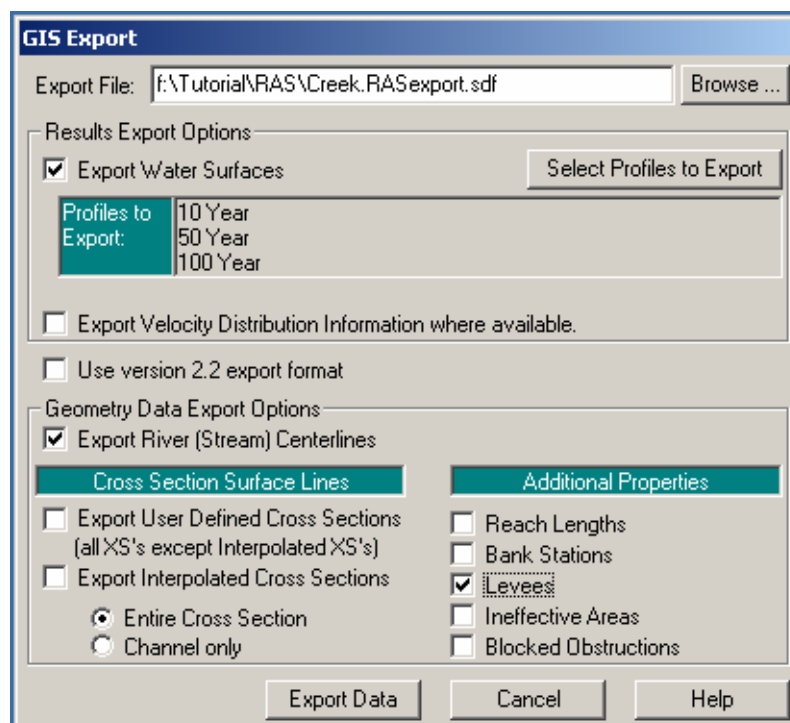 GIS Export
Export File: f:\Tutorial\RAS\Creek.RASexport.sdf Browse ...
Results Export Options
Export Water Surfaces Select Profiles to Export
Profiles to Export: 10 Year
50 Year
100 Year
Export Velocity Distribution Information where available.
Use version 2.2 export format
Geometry Data Export Options
Export River (Stream) Centerlines
Cross Section Surface Lines
Export User Defined Cross Sections
(all XS's except Interpolated XS's)
Export Interpolated Cross Sections
Entire Cross Section
Channel only
Additional Properties
Reach Lengths
Bank Stations
Levees
Ineffective Areas
Blocked Obstructions
Export Data Cancel Help